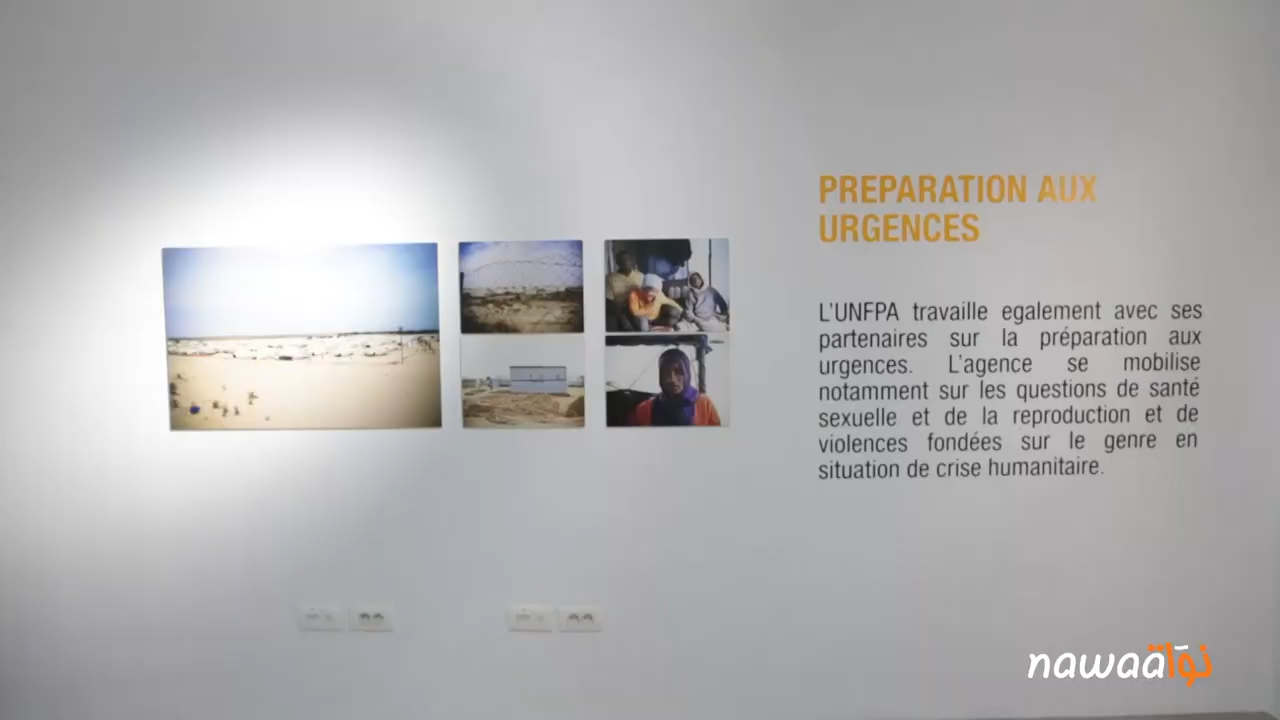 PREPARATION AUX
URGENCES
L'UNFPA travaille egalement avec ses
partenaires sur la préparation aux
urgences. L'agence se mobilise
notamment sur les questions de santé
sexuelle et de la reproduction et de
violences fondées sur le genre en
situation de crise humanitaire.
nawaaنواة